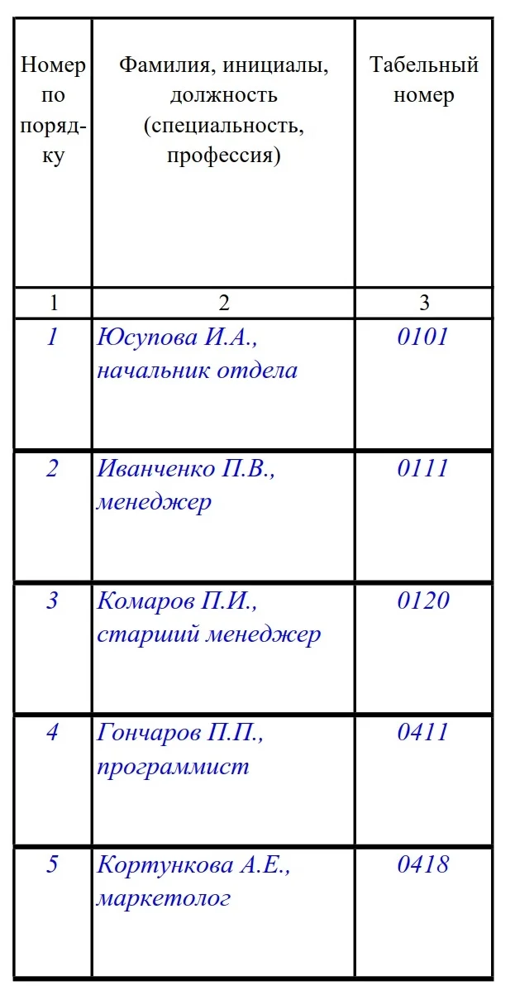 Номер по поряд- ку
Фамилия, инициалы, должность (специальность, профессия)
Табельный номер
1 2 3
1 Юсупова И.А., 0101
начальник отдела
2 Иванченко П.В., 0111
менеджер
3 Комаров П.И., 0120
старший менеджер
4 Гончаров П.П., 0411
программист
5 Кортункова А.Е., 0418
маркетолог